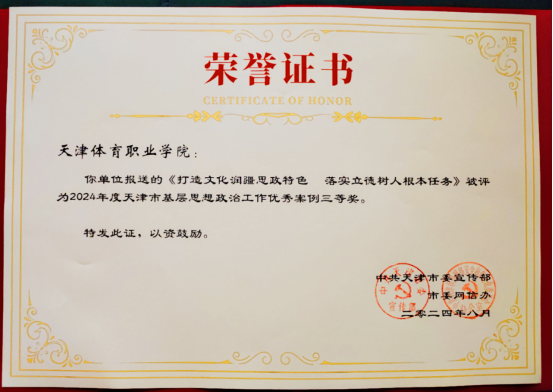 荣誉证书
CERTIFICATE OF HONOR
天津体育职业学院：
你单位报送的《打造文化润疆思政特色 落实立德树人根本任务》被评
为2024年度天津市基层思想政治工作优秀案例三等奖。
特发此证，以资鼓励。
中共天津市委宣传部
市委网信办
二零二四年八月